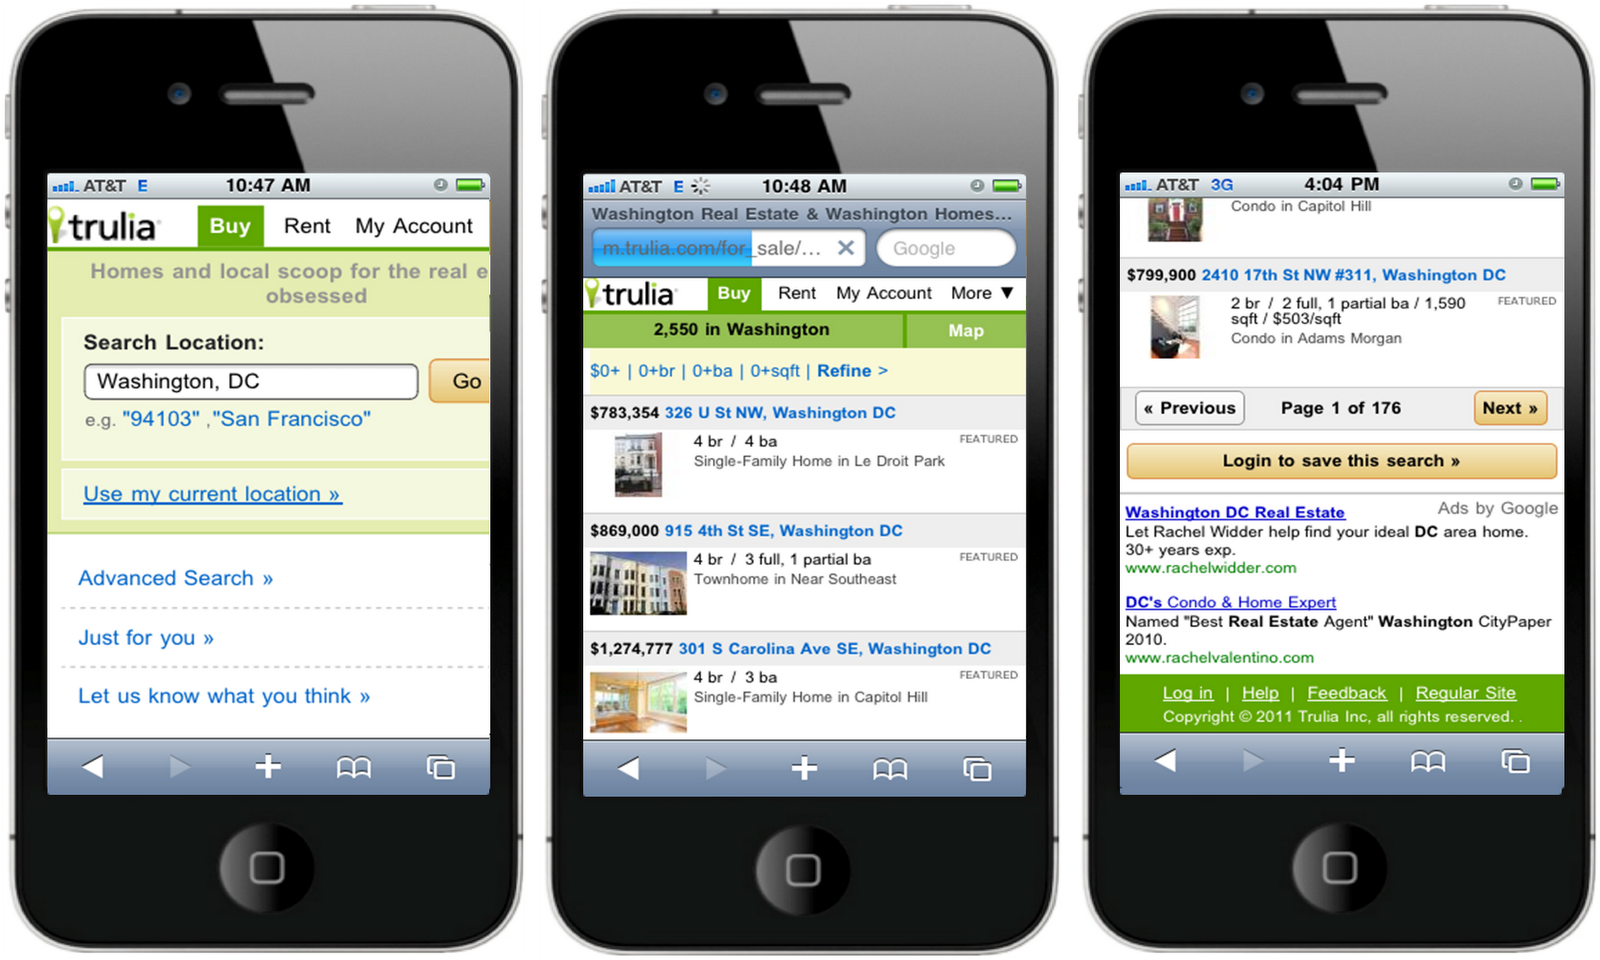 AT&T E 10:47 AM
trulia Buy Rent My Account
Homes and local scoop for the real e
obsessed
Search Location:
Washington, DC Go
e.g. "94103" ,"San Francisco"
Use my current location »
Advanced Search »
Just for you »
Let us know what you think »
AT&T E 10:48 AM
Washington Real Estate & Washington Homes...
m.trulia.com/for_sale/... Google
trulia Buy Rent My Account More ▼
2,550 in Washington Map
$0+ | 0+br | 0+ba | 0+sqft | Refine >
$783,354 326 U St NW, Washington DC
4 br / 4 ba FEATURED
Single-Family Home in Le Droit Park
$869,000 915 4th St SE, Washington DC
4 br / 3 full, 1 partial ba FEATURED
Townhome in Near Southeast
$1,274,777 301 S Carolina Ave SE, Washington DC
4 br / 3 ba FEATURED
Single-Family Home in Capitol Hill
AT&T 3G 4:04 PM
Condo in Capitol Hill
$799,900 2410 17th St NW #311, Washington DC
2 br / 2 full, 1 partial ba / 1,590 FEATURED
sqft / $503/sqft
Condo in Adams Morgan
« Previous Page 1 of 176 Next »
Login to save this search »
Washington DC Real Estate Ads by Google
Let Rachel Widder help find your ideal DC area home.
30+ years exp.
www.rachelwidder.com
DC's Condo & Home Expert
Named "Best Real Estate Agent" Washington CityPaper
2010.
www.rachelvalentino.com
Log in | Help | Feedback | Regular Site
Copyright © 2011 Trulia Inc, all rights reserved. .